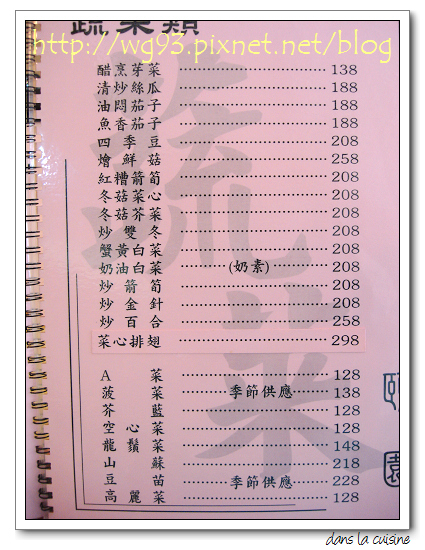 蔬菜類
http://wg93.pixnet.net/blog
醋烹芽菜 ………………………… 138
清炒絲瓜 ………………………… 188
油悶茄子 ………………………… 188
魚香茄子 ………………………… 188
四季豆 ………………………… 208
燴鮮菇 ………………………… 258
紅糟箭筍 ………………………… 208
冬菇菜心 ………………………… 208
冬菇芥菜 ………………………… 208
炒雙冬 ………………………… 208
蟹黃白菜 ………………………… 208
奶油白菜 ………(奶素)……… 208
炒箭筍 ………………………… 208
炒金針 ………………………… 208
炒百合 ………………………… 258
菜心排翅 ………………………… 298
A菜 ………………………… 128
菠菜 ………季節供應……… 138
芥藍 ………………………… 128
空心菜 ………………………… 128
龍鬚菜 ………………………… 148
山蘇 ………………………… 218
豆苗 ………季節供應……… 228
高麗菜 ………………………… 128
蔬菜
園
dans la cuisine